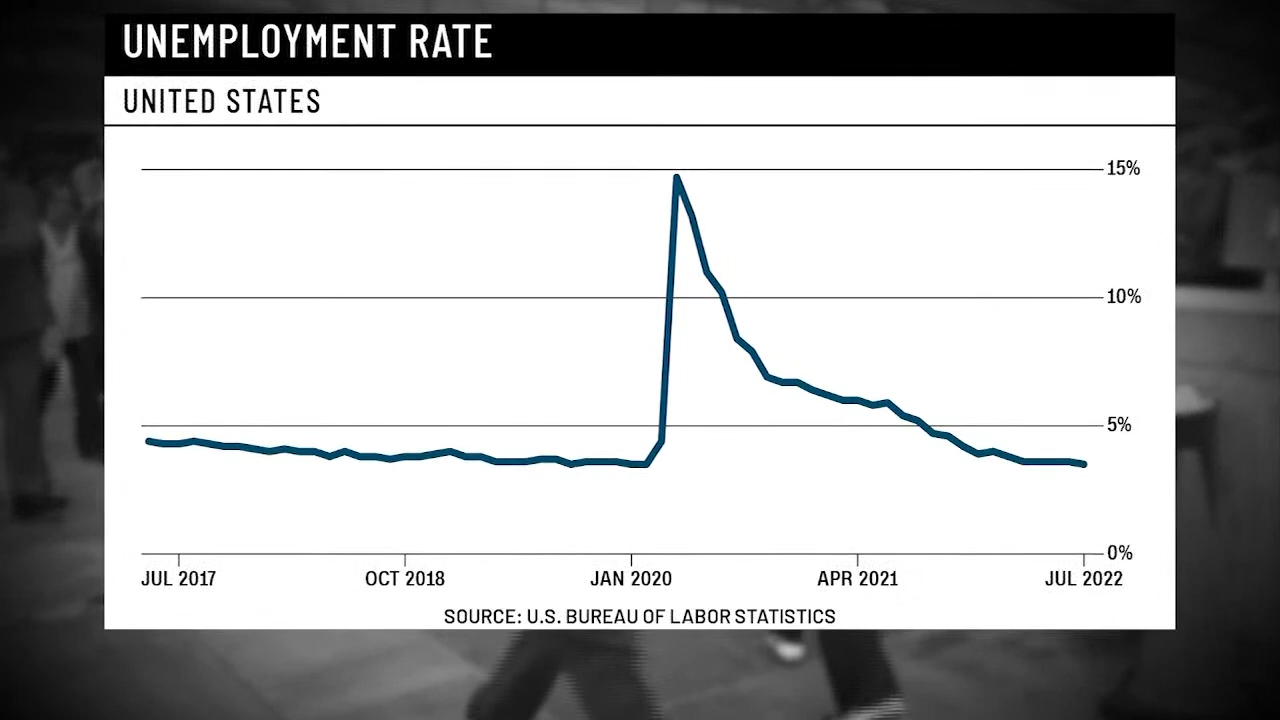 UNEMPLOYMENT RATE
UNITED STATES
15%
10%
5%
0%
JUL 2017 OCT 2018 JAN 2020 APR 2021 JUL 2022
SOURCE: U.S. BUREAU OF LABOR STATISTICS